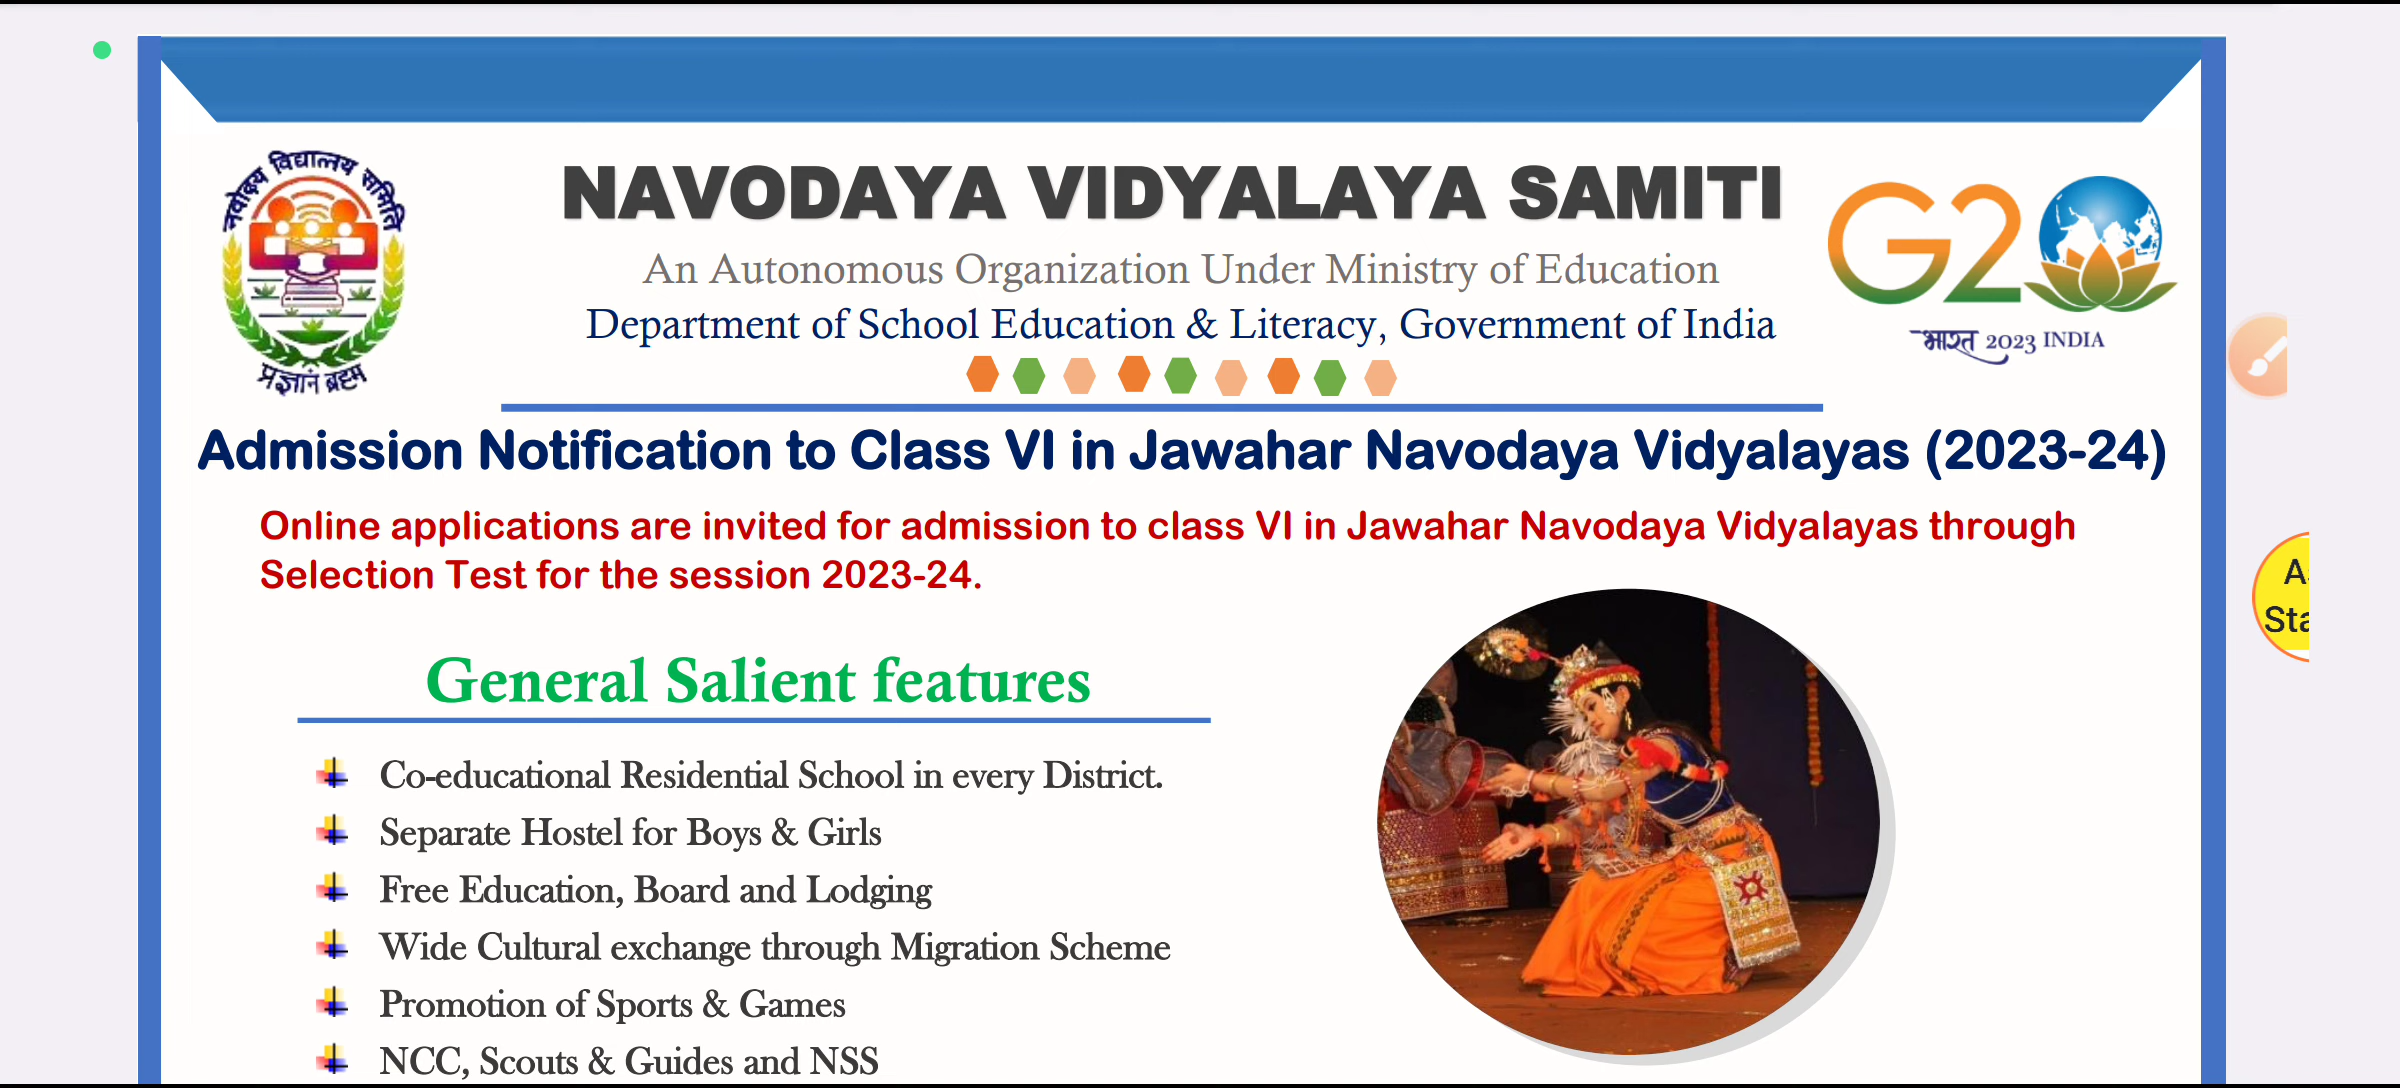 नवोदय विद्यालय समिति
प्रज्ञानं ब्रह्म
NAVODAYA VIDYALAYA SAMITI
An Autonomous Organization Under Ministry of Education
Department of School Education & Literacy, Government of India
G20
भारत 2023 INDIA
Admission Notification to Class VI in Jawahar Navodaya Vidyalayas (2023-24)
Online applications are invited for admission to class VI in Jawahar Navodaya Vidyalayas through
Selection Test for the session 2023-24.
General Salient features
Co-educational Residential School in every District.
Separate Hostel for Boys & Girls
Free Education, Board and Lodging
Wide Cultural exchange through Migration Scheme
Promotion of Sports & Games
NCC, Scouts & Guides and NSS